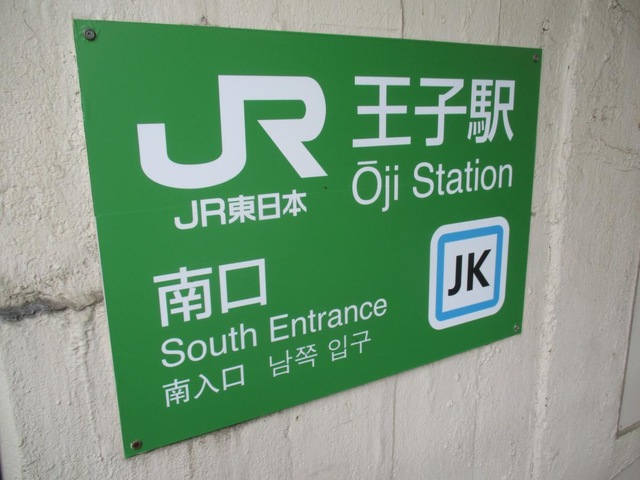 JR
JR東日本
王子駅
Ōji Station
南口
South Entrance
南入口 남쪽 입구
JK